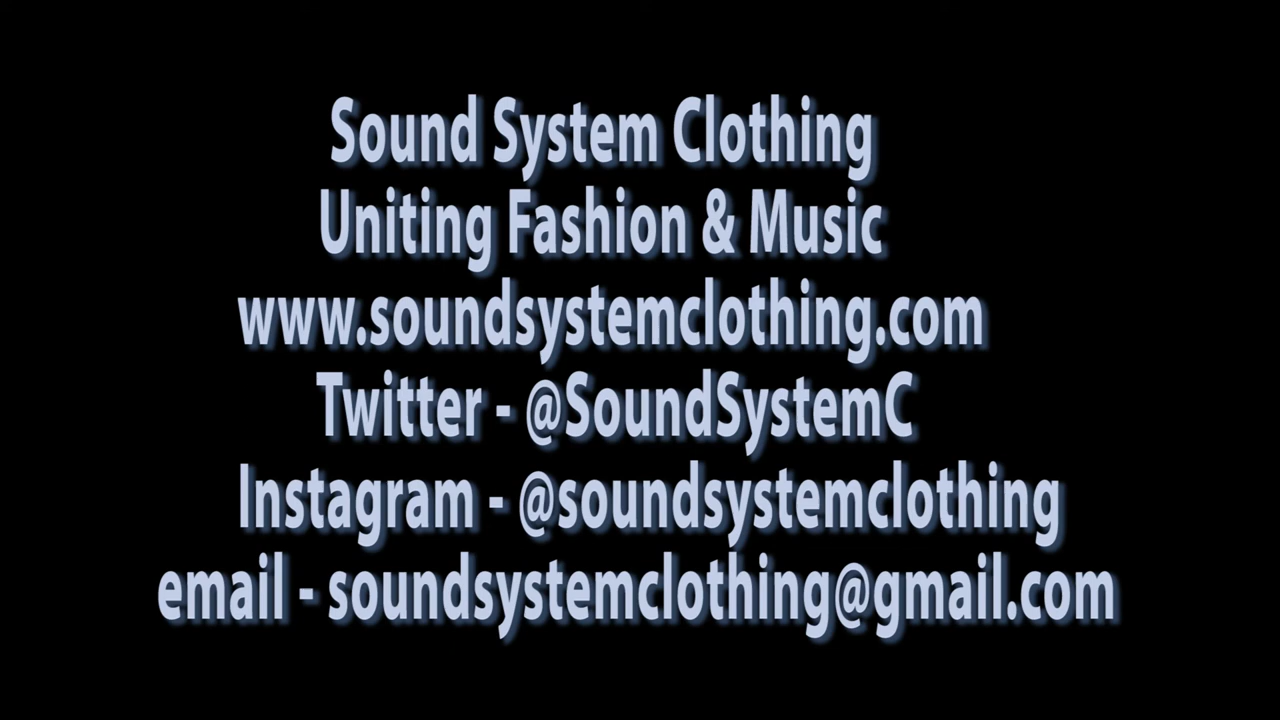 Sound System Clothing
Uniting Fashion & Music
www.soundsystemclothing.com
Twitter - @SoundSystemC
Instagram - @soundsystemclothing
email - soundsystemclothing@gmail.com